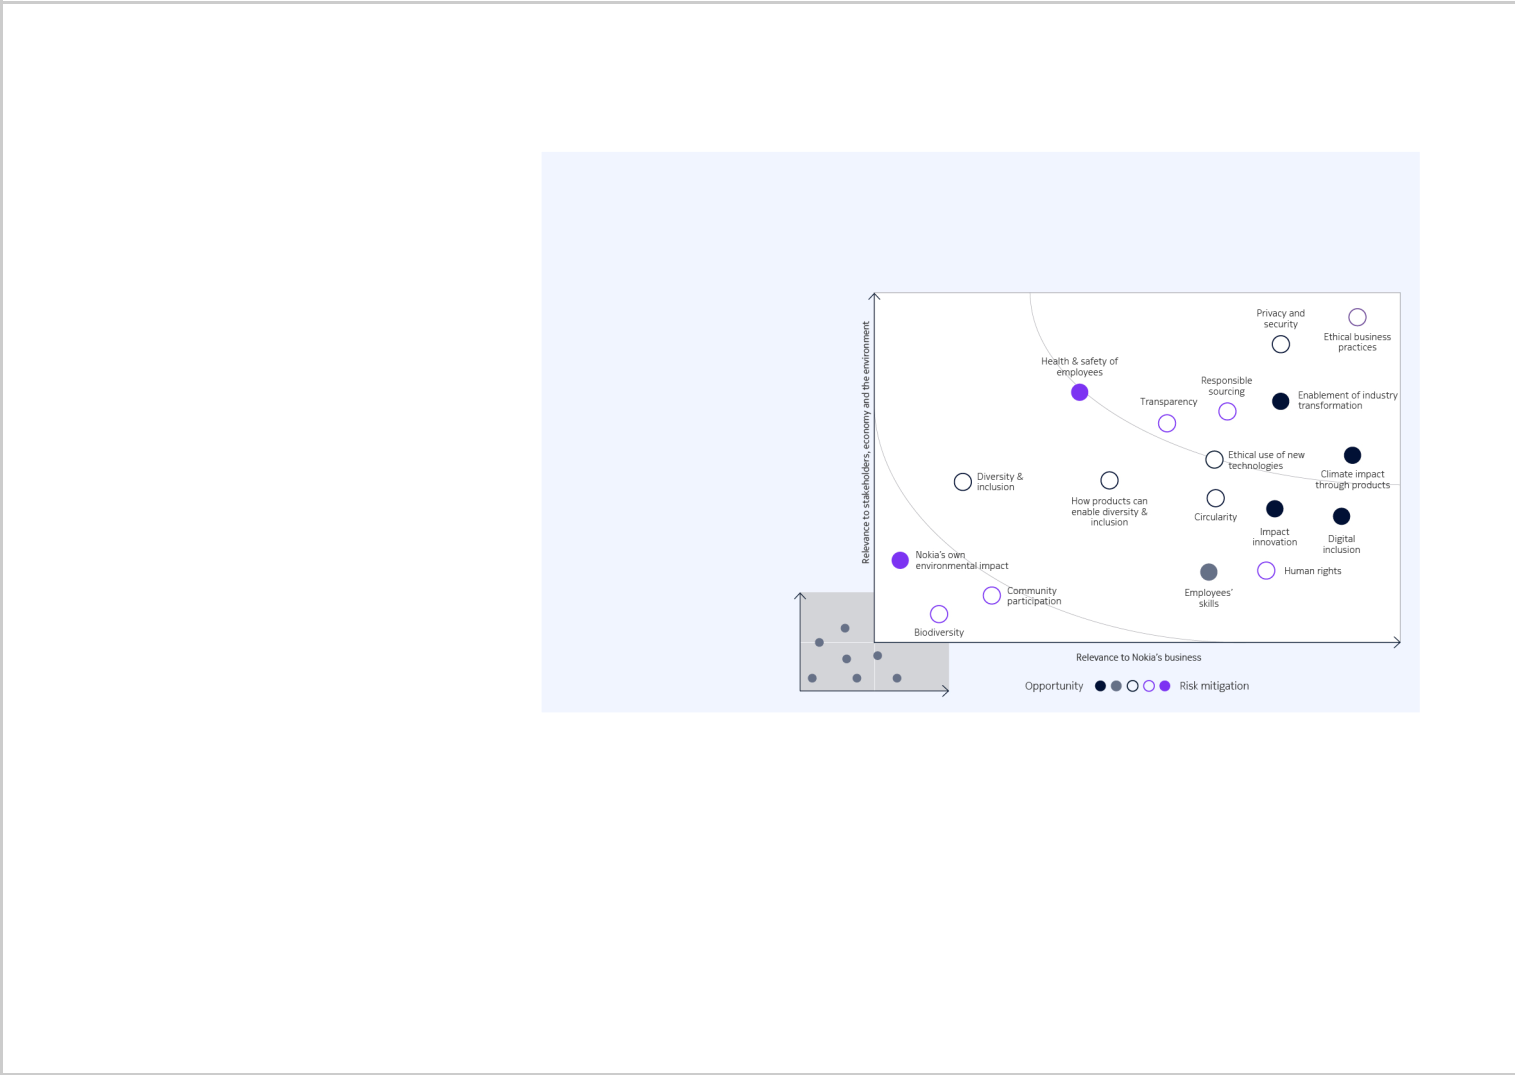 Privacy and
security
Ethical business
practices
Health & safety of
employees
Responsible
sourcing
Enablement of industry
transformation
Transparency
Ethical use of new
technologies
Climate impact
through products
Diversity &
inclusion
How products can
enable diversity &
inclusion
Circularity
Impact
innovation
Digital
inclusion
Nokia's own
environmental impact
Human rights
Employees'
skills
Community
participation
Biodiversity
Relevance to stakeholders, economy and the environment
Relevance to Nokia's business
Opportunity
Risk mitigation